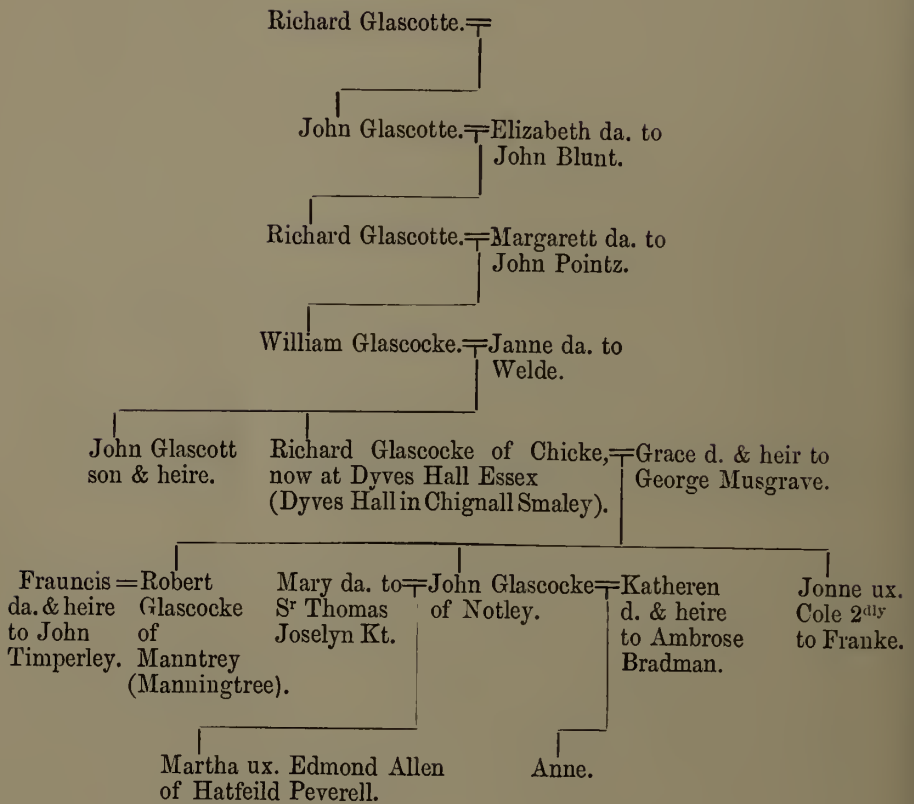 Richard Glascotte.
John Glascotte. Elizabeth da. to
John Blunt.
Richard Glascotte. Margarett da. to
John Pointz.
William Glascocke. Janne da. to
Welde.
John Glascott
son & heire.
Richard Glascocke of Chicke,
now at Dyves Hall Essex
(Dyves Hall in Chignall Smaley).
Grace d. & heir to
George Musgrave.
Frauncis
da. & heire
to John
Timperley.
Robert
Glascocke
of
Manntrey
(Manningtree).
Mary da. to
Sr Thomas
Joselyn Kt.
John Glascocke
of Notley.
Katheren
d. & heire
to Ambrose
Bradman.
Jonne ux.
Cole 2dly
to Franke.
Martha ux. Edmond Allen
of Hatfeild Peverell.
Anne.